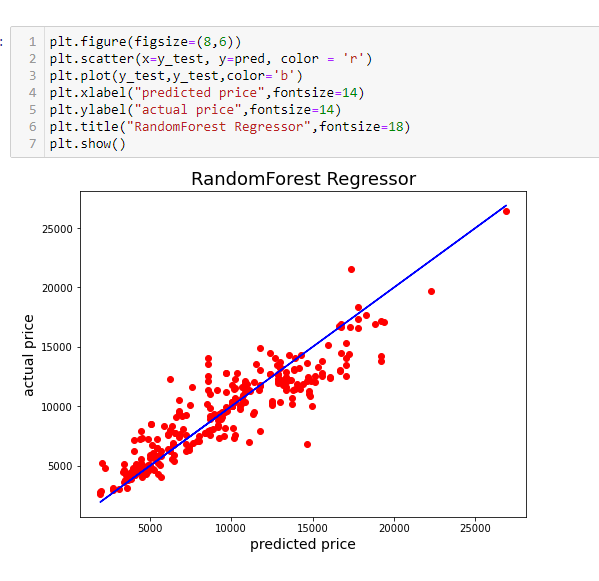 :
1 plt.figure(figsize=(8,6))
2 plt.scatter(x=y_test, y=pred, color = 'r')
3 plt.plot(y_test,y_test,color='b')
4 plt.xlabel("predicted price",fontsize=14)
5 plt.ylabel("actual price",fontsize=14)
6 plt.title("RandomForest Regressor",fontsize=18)
7 plt.show()
RandomForest Regressor
actual price
25000
20000
15000
10000
5000
5000 10000 15000 20000 25000
predicted price